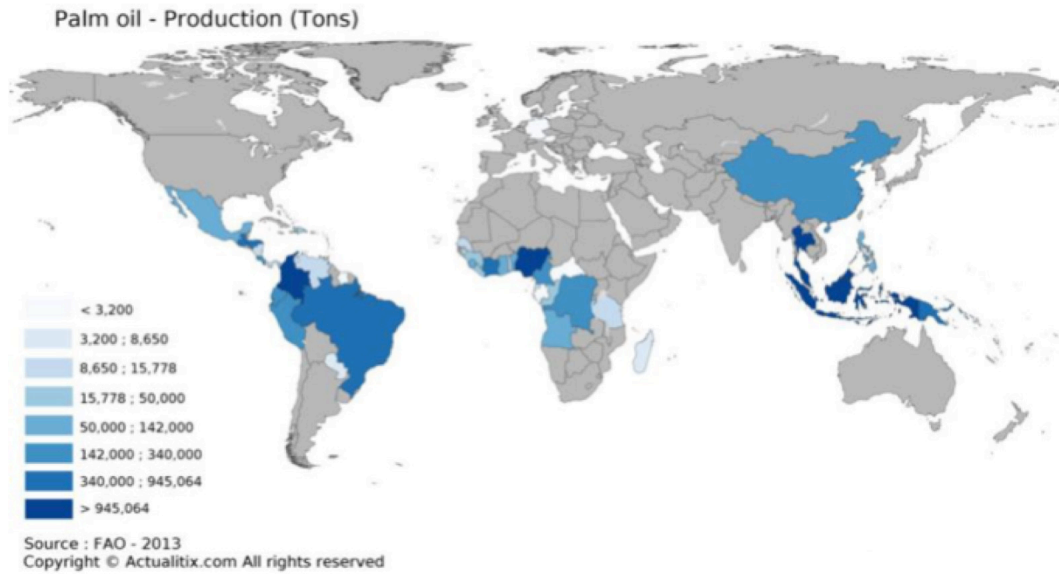 Palm oil - Production (Tons)
< 3,200
3,200 ; 8,650
8,650 ; 15,778
15,778 ; 50,000
50,000 ; 142,000
142,000 ; 340,000
340,000 ; 945,064
> 945,064
Source : FAO - 2013
Copyright © Actualitix.com All rights reserved